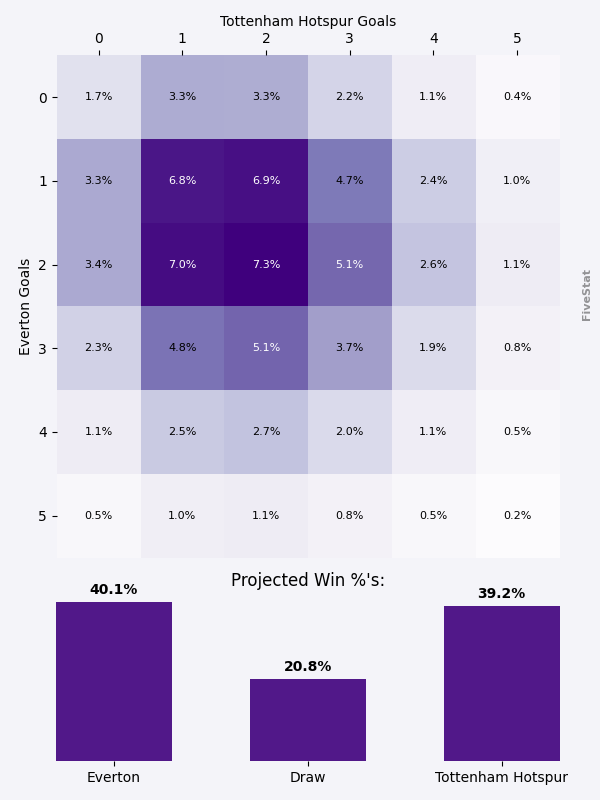 Tottenham Hotspur Goals
0 1 2 3 4 5
0 1.7% 3.3% 3.3% 2.2% 1.1% 0.4%
1 3.3% 6.8% 6.9% 4.7% 2.4% 1.0%
2 3.4% 7.0% 7.3% 5.1% 2.6% 1.1%
3 2.3% 4.8% 5.1% 3.7% 1.9% 0.8%
4 1.1% 2.5% 2.7% 2.0% 1.1% 0.5%
5 0.5% 1.0% 1.1% 0.8% 0.5% 0.2%
Everton Goals
FiveStat
Projected Win %'s:
40.1% 20.8% 39.2%
Everton Draw Tottenham Hotspur